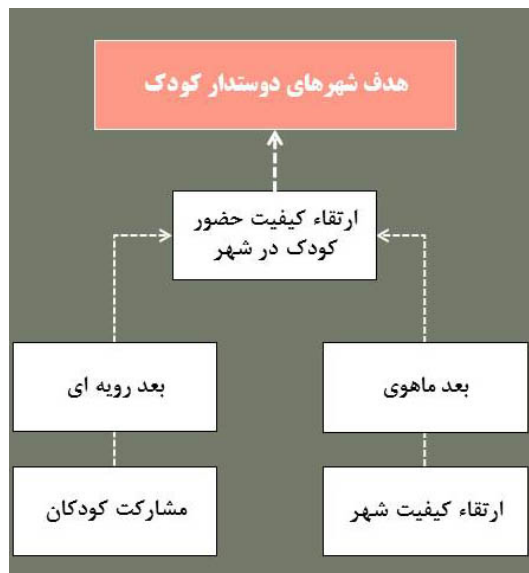 هدف شهرهای دوستدار کودک
ارتقاء کیفیت حضور
کودک در شهر
بعد ماهوی
بعد رویه ای
ارتقاء کیفیت شهر
مشارکت کودکان